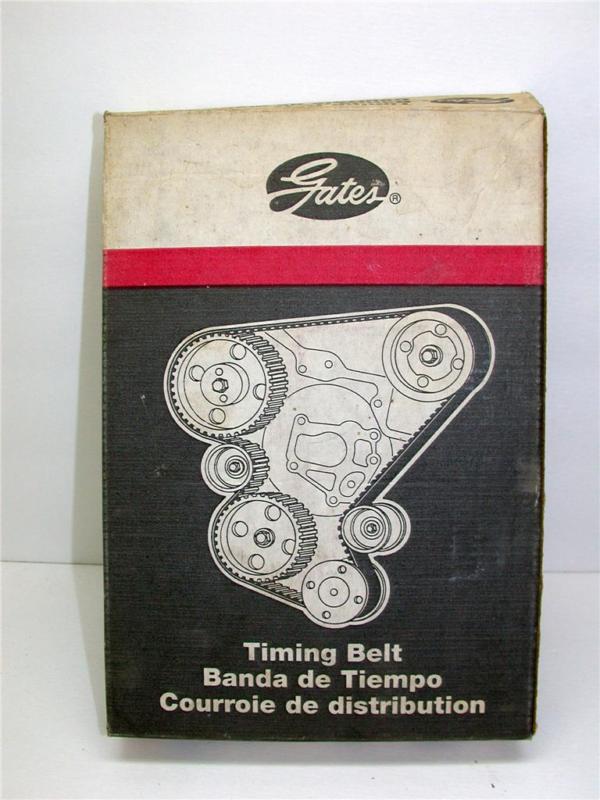 Gates®
Timing Belt
Banda de Tiempo
Courroie de distribution